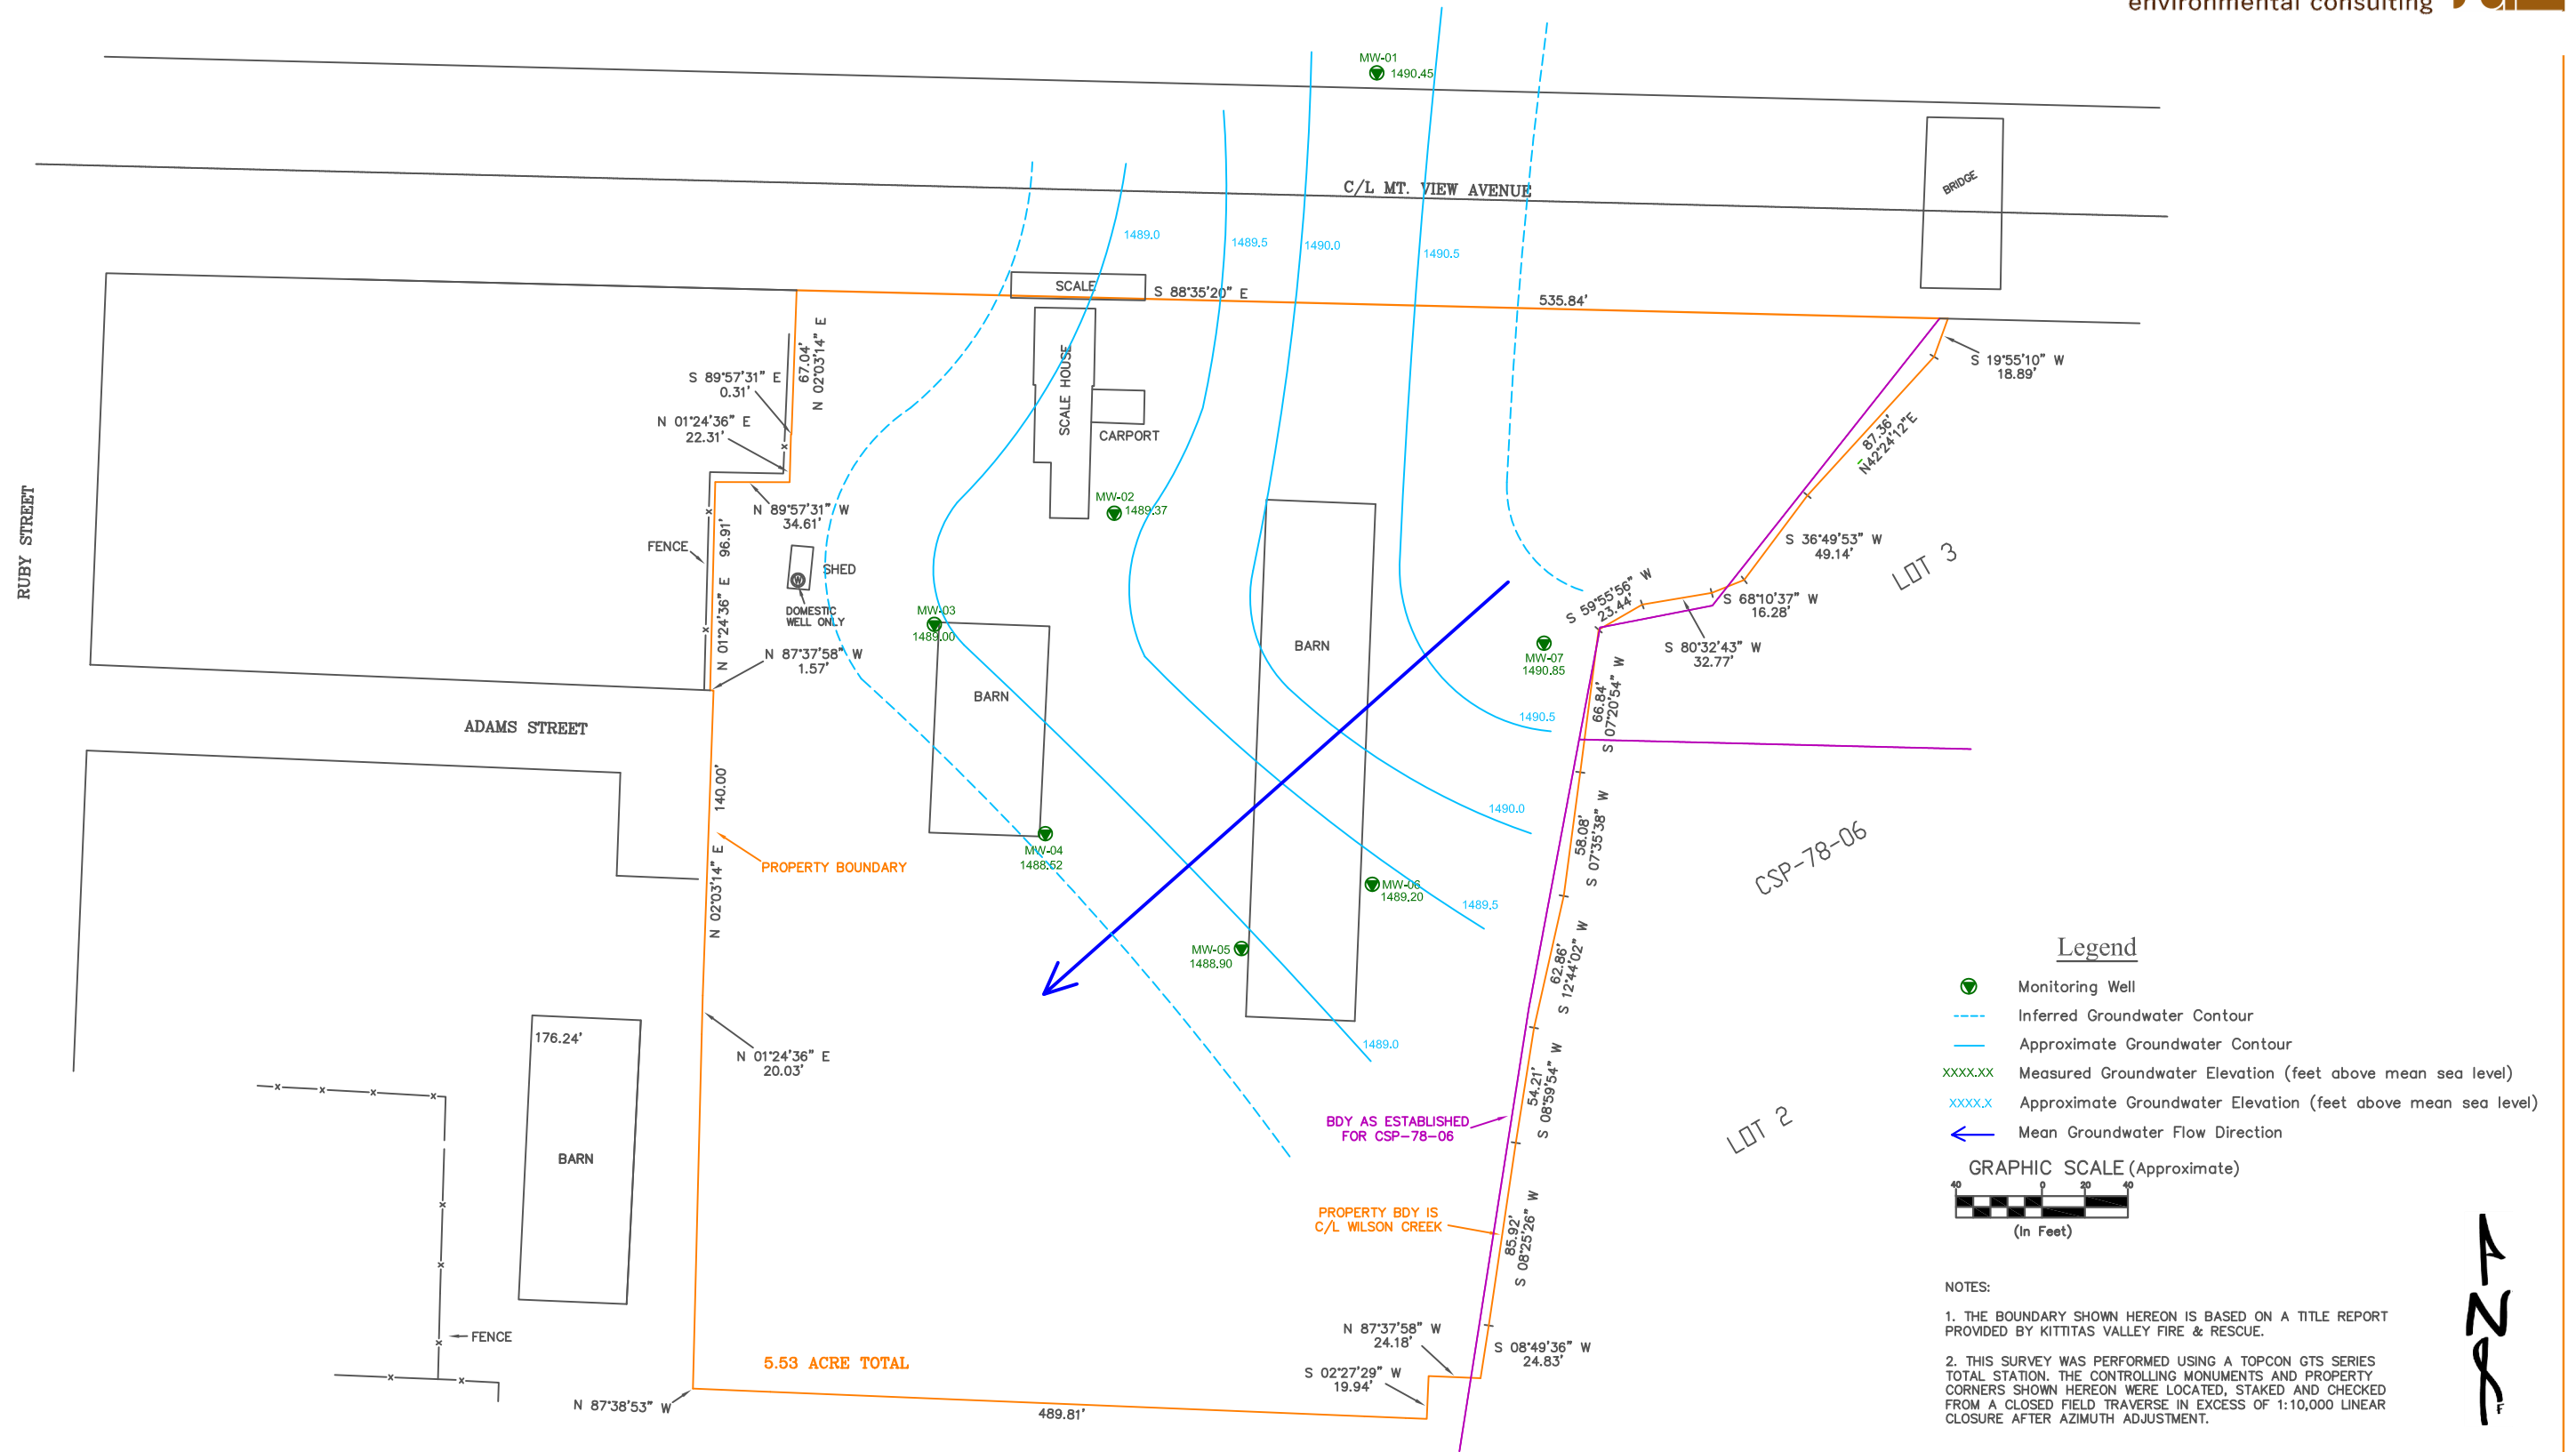 environmental consulting
MW-01
1490.45
C/L MT. VIEW AVENUE
BRIDGE
1489.0
1489.5
1490.0
1490.5
SCALE
S 88°35'20" E
535.84'
67.04'
N 02°03'14" E
S 89°57'31" E
0.31'
N 01°24'36" E
22.31'
SCALE HOUSE
CARPORT
S 19°55'10" W
18.89'
87.36'
N42°24'12"E
RUBY STREET
N 89°57'31" W
34.61'
MW-02
1489.37
FENCE
N 01°24'36" E 96.91'
W
SHED
DOMESTIC
WELL ONLY
S 36°49'53" W
49.14'
LOT 3
MW-03
1489.00
S 59°55'56" W
23.44'
S 68°10'37" W
16.28'
BARN
MW-07
1490.85
S 80°32'43" W
32.77'
N 87°37'58" W
1.57'
BARN
66.84'
S 07°20'54" W
1490.5
ADAMS STREET
N 02°03'14" E 140.00'
1490.0
58.08'
S 07°35'38" W
MW-04
1488.52
PROPERTY BOUNDARY
CSP-78-06
MW-06
1489.20
1489.5
MW-05
1488.90
62.86'
S 12°44'02" W
176.24'
N 01°24'36" E
20.03'
1489.0
54.21'
S 08°59'54" W
BDY AS ESTABLISHED
FOR CSP-78-06
LOT 2
BARN
PROPERTY BDY IS
C/L WILSON CREEK
85.92'
S 08°25'26" W
FENCE
N 87°37'58" W
24.18'
S 08°49'36" W
24.83'
5.53 ACRE TOTAL
S 02°27'29" W
19.94'
N 87°38'53" W
489.81'
Legend
Monitoring Well
Inferred Groundwater Contour
Approximate Groundwater Contour
XXXX.XX Measured Groundwater Elevation (feet above mean sea level)
XXXX.X Approximate Groundwater Elevation (feet above mean sea level)
Mean Groundwater Flow Direction
GRAPHIC SCALE (Approximate)
40 0 20 40
(In Feet)
NOTES:
1. THE BOUNDARY SHOWN HEREON IS BASED ON A TITLE REPORT
PROVIDED BY KITTITAS VALLEY FIRE & RESCUE.
2. THIS SURVEY WAS PERFORMED USING A TOPCON GTS SERIES
TOTAL STATION. THE CONTROLLING MONUMENTS AND PROPERTY
CORNERS SHOWN HEREON WERE LOCATED, STAKED AND CHECKED
FROM A CLOSED FIELD TRAVERSE IN EXCESS OF 1:10,000 LINEAR
CLOSURE AFTER AZIMUTH ADJUSTMENT.
N